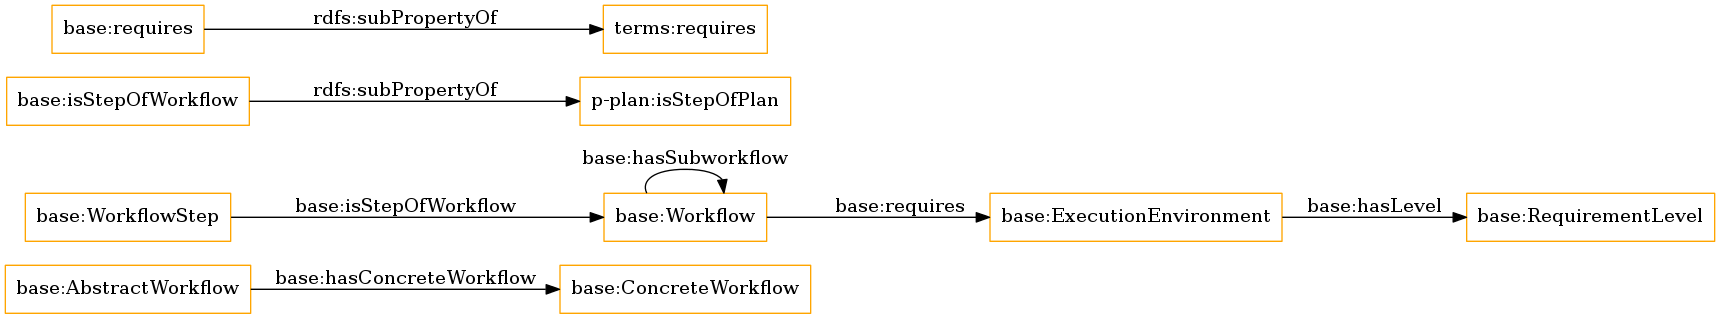 base:requires
rdfs:subPropertyOf
terms:requires
base:isStepOfWorkflow
rdfs:subPropertyOf
p-plan:isStepOfPlan
base:hasSubworkflow
base:WorkflowStep
base:isStepOfWorkflow
base:Workflow
base:requires
base:ExecutionEnvironment
base:hasLevel
base:RequirementLevel
base:AbstractWorkflow
base:hasConcreteWorkflow
base:ConcreteWorkflow